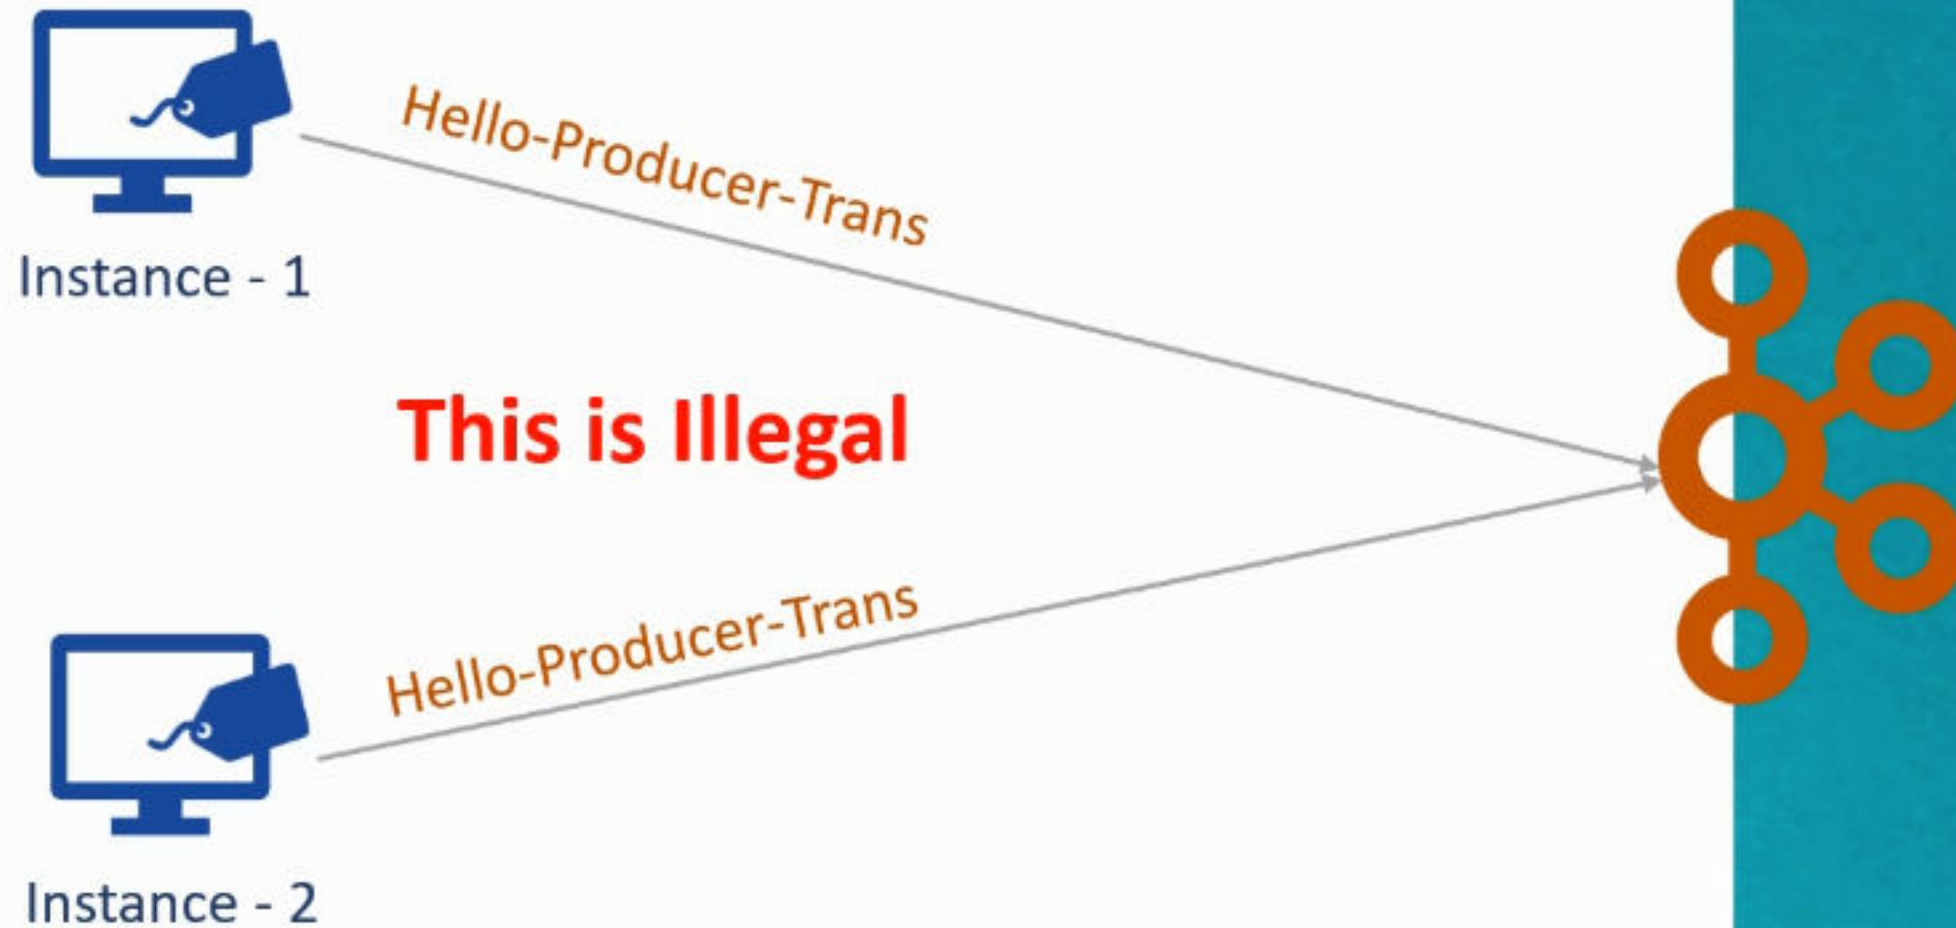 Hello-Producer-Trans
Instance - 1
This is Illegal
Hello-Producer-Trans
Instance - 2